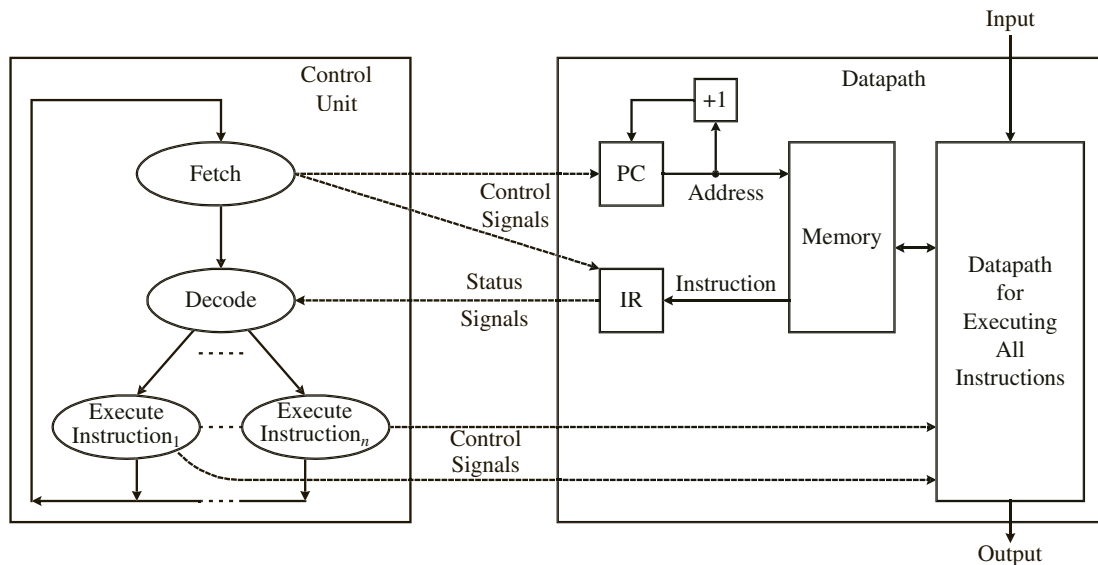 Input
Control
Unit
Datapath
+1
Fetch
PC
Address
Control
Signals
Memory
Decode
Status
Signals
IR
Instruction
Datapath
for
Executing
All
Instructions
Execute
Instruction1
Execute
Instructionn
Control
Signals
Output